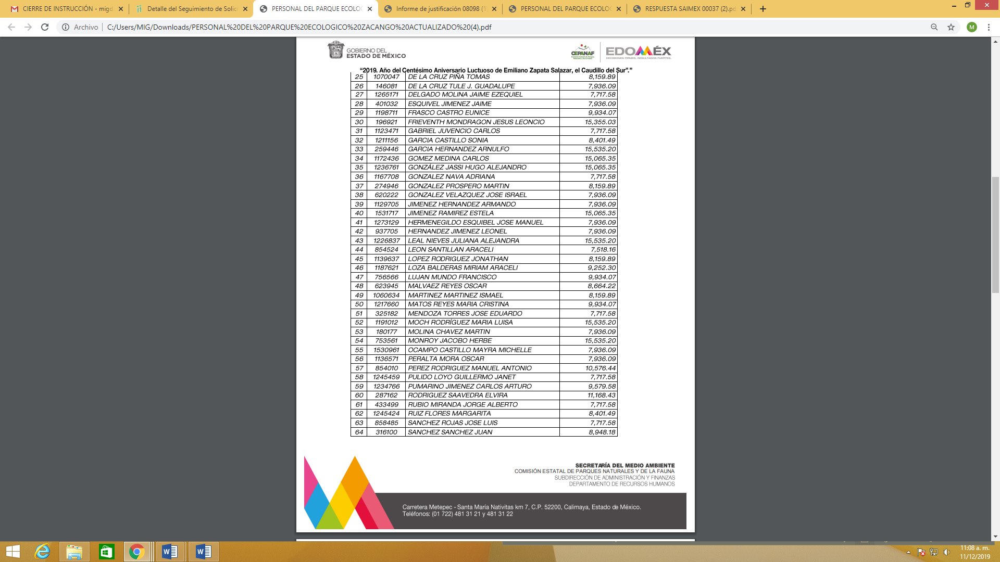 CIERRE DE INSTRUCCIÓN - migd
Detalle del Seguimiento de Solici
PERSONAL DEL PARQUE ECOLOG
Informe de justificación 08098 (1
PERSONAL DEL PARQUE ECOLOG
RESPUESTA SAIMEX 00037 (2).pd
Archivo C:/Users/MIG/Downloads/PERSONAL%20DEL%20PARQUE%20ECOLOGICO%20ZACANGO%20ACTUALIZADO%20(4).pdf
M
GOBIERNO DEL
ESTADO DE MÉXICO
CEPANAF
EDOMÉX
DECISIONES FIRMES, RESULTADOS FUERTES.
“2019. Año del Centésimo Aniversario Luctuoso de Emiliano Zapata Salazar, el Caudillo del Sur”.”
25 1070047 DE LA CRUZ PIÑA TOMAS 8,159.89
26 146081 DE LA CRUZ TULE J. GUADALUPE 7,936.09
27 1265171 DELGADO MOLINA JAIME EZEQUIEL 7,717.58
28 401032 ESQUIVEL JIMENEZ JAIME 7,936.09
29 1198711 FRASCO CASTRO EUNICE 9,934.07
30 196921 FRIEVENTH MONDRAGON JESUS LEONCIO 15,355.03
31 1123471 GABRIEL JUVENCIO CARLOS 7,717.58
32 1211156 GARCIA CASTILLO SONIA 8,401.49
33 259446 GARCIA HERNANDEZ ARNULFO 15,535.20
34 1172436 GOMEZ MEDINA CARLOS 15,065.35
35 1236761 GONZÁLEZ JASSI HUGO ALEJANDRO 15,065.35
36 1167708 GONZALEZ NAVA ADRIANA 7,717.58
37 274946 GONZALEZ PROSPERO MARTIN 8,159.89
38 620222 GONZALEZ VELAZQUEZ JOSE ISRAEL 7,936.09
39 1129705 JIMENEZ HERNANDEZ ARMANDO 7,936.09
40 1531717 JIMENEZ RAMIREZ ESTELA 15,065.35
41 1273129 HERMENEGILDO ESQUIBEL JOSE MANUEL 7,936.09
42 937705 HERNANDEZ JIMENEZ LEONEL 7,936.09
43 1226837 LEAL NIEVES JULIANA ALEJANDRA 15,535.20
44 854524 LEON SANTILLAN ARACELI 7,518.16
45 1139637 LOPEZ RODRIGUEZ JONATHAN 8,159.89
46 1187621 LOZA BALDERAS MIRIAM ARACELI 9,252.30
47 756566 LUJAN MUNDO FRANCISCO 9,934.07
48 623945 MALVAEZ REYES OSCAR 8,664.22
49 1060634 MARTINEZ MARTINEZ ISMAEL 8,159.89
50 1217660 MATOS REYES MARIA CRISTINA 9,934.07
51 325182 MENDOZA TORRES JOSE EDUARDO 7,717.58
52 1191012 MOCH RODRÍGUEZ MARIA LUISA 15,535.20
53 180177 MOLINA CHAVEZ MARTIN 7,936.09
54 753561 MONROY JACOBO HERBE 15,535.20
55 1530961 OCAMPO CASTILLO MAYRA MICHELLE 7,936.09
56 1136571 PERALTA MORA OSCAR 7,936.09
57 854010 PEREZ RODRIGUEZ MANUEL ANTONIO 10,576.44
58 1245459 PULIDO LOYO GUILLERMO JANET 7,717.58
59 1234766 PUMARINO JIMENEZ CARLOS ARTURO 9,579.58
60 287162 RODRIGUEZ SAAVEDRA ELVIRA 11,168.43
61 433499 RUBIO MIRANDA JORGE ALBERTO 7,717.58
62 1245424 RUIZ FLORES MARGARITA 8,401.49
63 858485 SANCHEZ ROJAS JOSE LUIS 7,717.58
64 316100 SANCHEZ SANCHEZ JUAN 8,948.18
SECRETARÍA DEL MEDIO AMBIENTE
COMISIÓN ESTATAL DE PARQUES NATURALES Y DE LA FAUNA
SUBDIRECCIÓN DE ADMINISTRACIÓN Y FINANZAS
DEPARTAMENTO DE RECURSOS HUMANOS
Carretera Metepec - Santa María Nativitas km 7, C.P. 52200, Calimaya, Estado de México.
Teléfonos: (01 722) 481 31 21 y 481 31 22
11:08 a. m.
11/12/2019